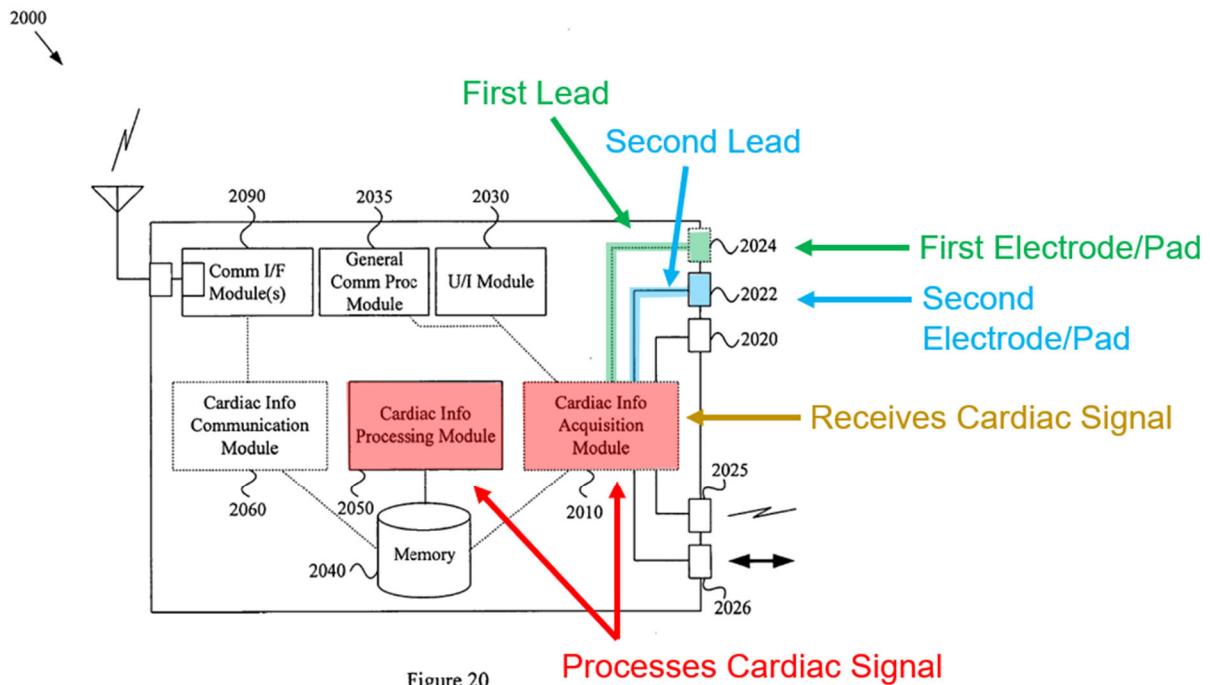 2000
First Lead
Second Lead
2090
2035
2030
Comm I/F
Module(s)
General
Comm Proc
Module
U/I Module
2024
First Electrode/Pad
2022
Second
Electrode/Pad
2020
Cardiac Info
Communication
Module
Cardiac Info
Processing Module
Cardiac Info
Acquisition
Module
Receives Cardiac Signal
2060
2050
2010
2025
Memory
2040
2026
Processes Cardiac Signal
Figure 20